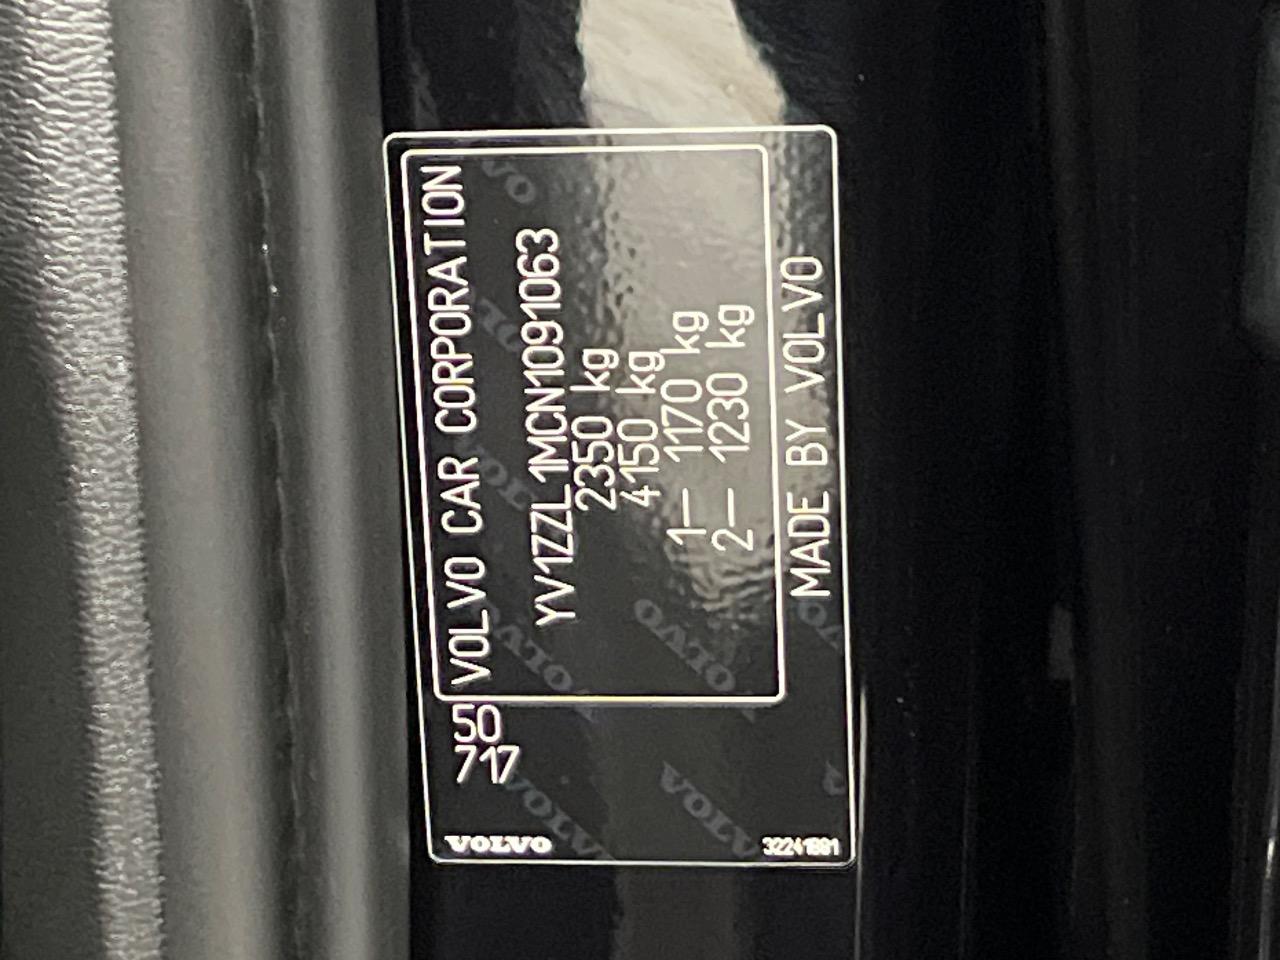 VOLVO CAR CORPORATION
YV1ZZL1MCN1091063
2350 kg
4150 kg
1– 1170 kg
2– 1230 kg
MADE BY VOLVO
50
717
VOLVO